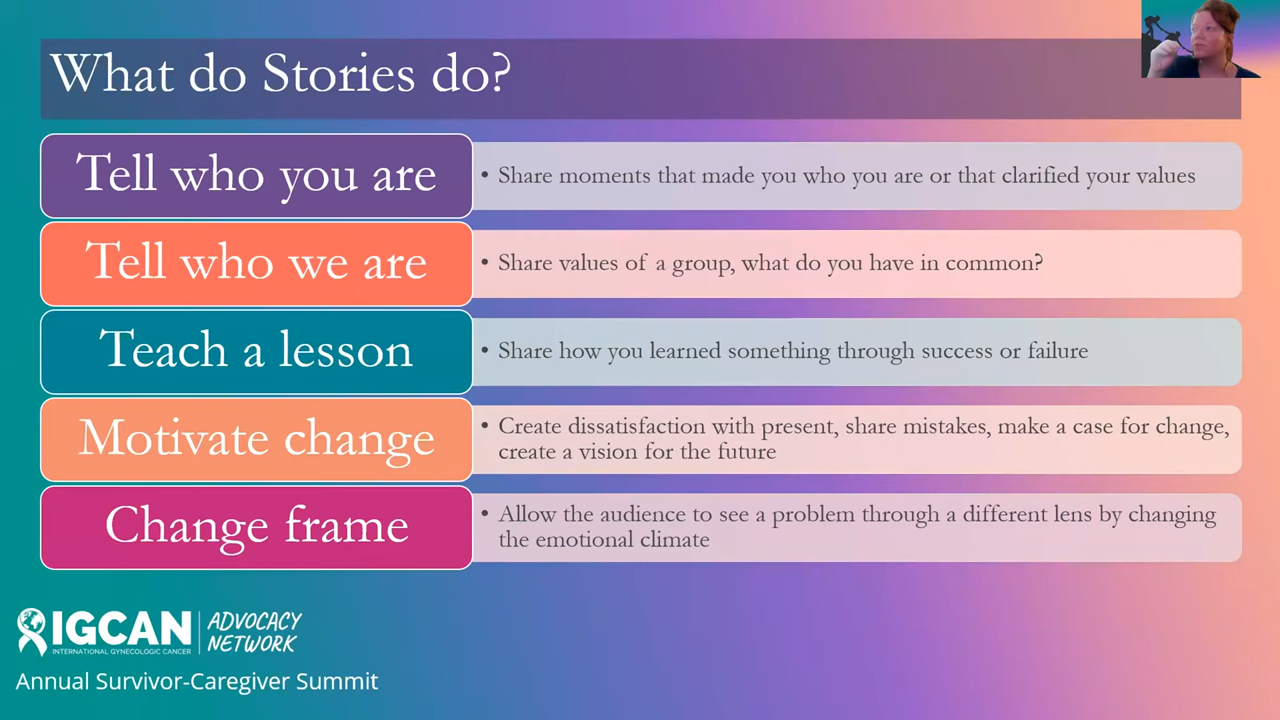 What do Stories do?
Tell who you are
• Share moments that made you who you are or that clarified your values
Tell who we are
• Share values of a group, what do you have in common?
Teach a lesson
• Share how you learned something through success or failure
Motivate change
• Create dissatisfaction with present, share mistakes, make a case for change,
create a vision for the future
Change frame
• Allow the audience to see a problem through a different lens by changing
the emotional climate
IGCAN
INTERNATIONAL GYNECOLOGIC CANCER
ADVOCACY
NETWORK
Annual Survivor-Caregiver Summit